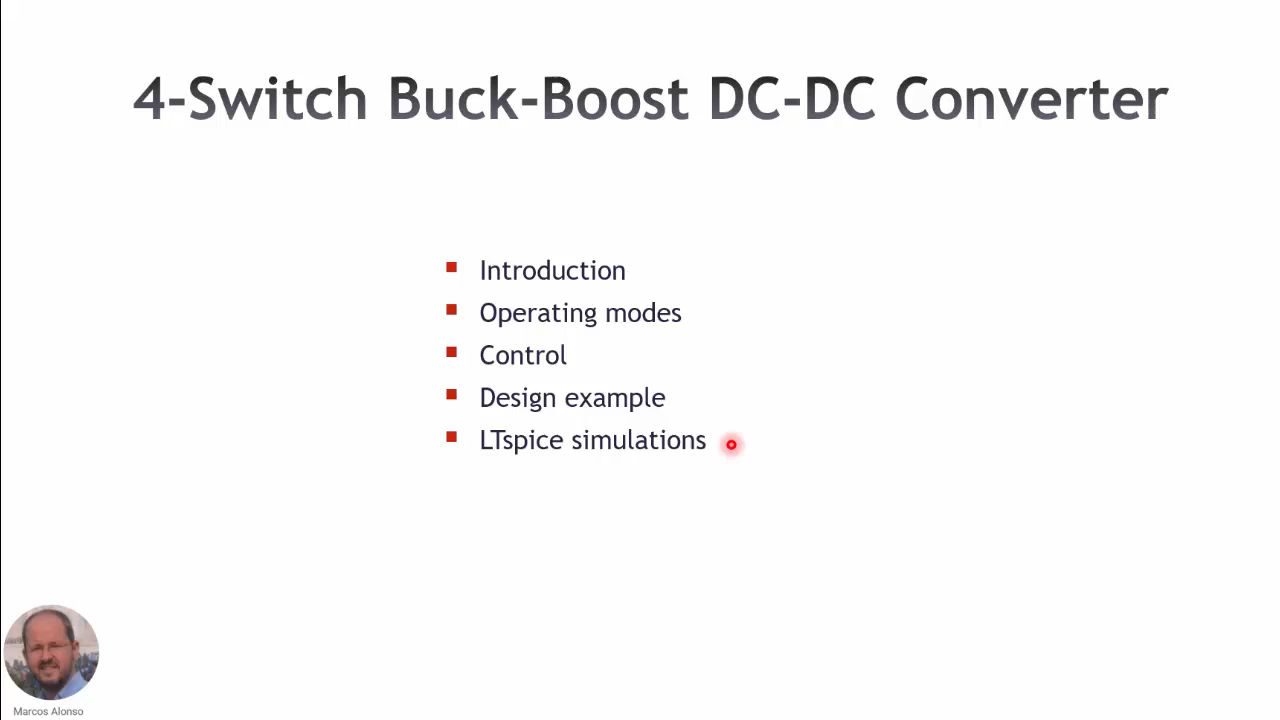 4-Switch Buck-Boost DC-DC Converter
Introduction
Operating modes
Control
Design example
LTspice simulations
Marcos Alonso